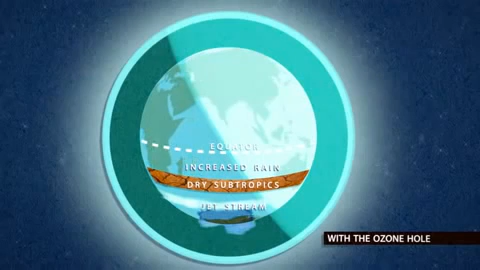 EQUATOR
INCREASED RAIN
DRY SUBTROPICS
JET STREAM
WITH THE OZONE HOLE